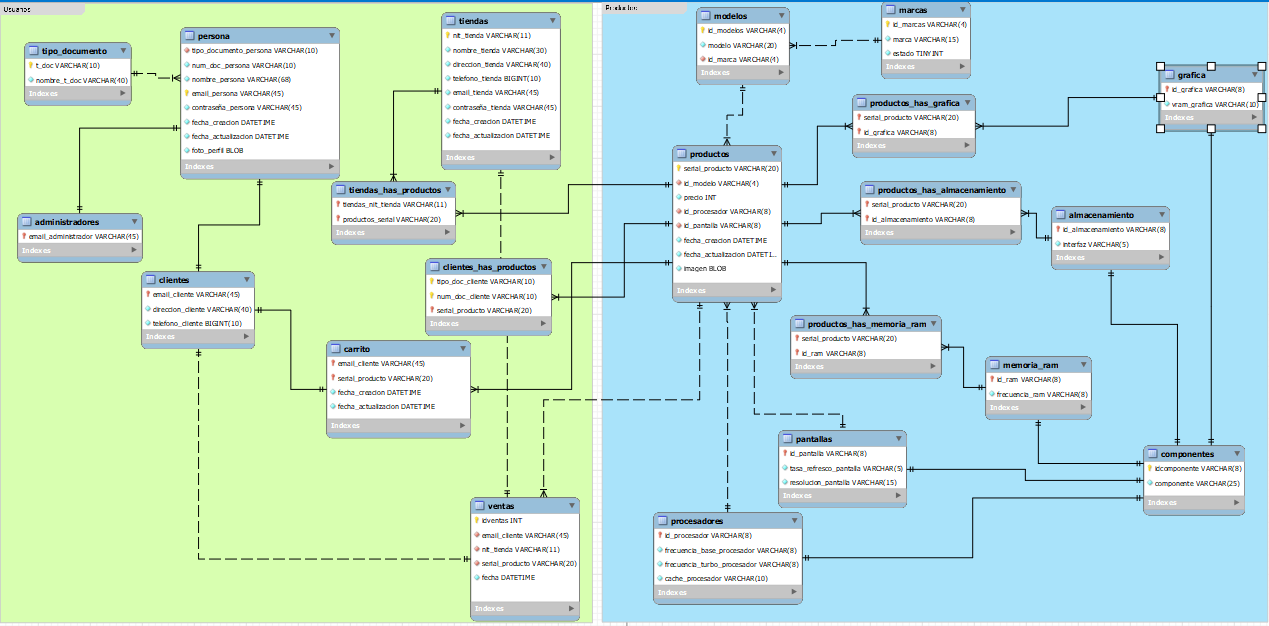 Usuarios
tipo_documento
t_doc VARCHAR(10)
nombre_t_doc VARCHAR(40)
Indexes
persona
tipo_documento_persona VARCHAR(10)
num_doc_persona VARCHAR(10)
nombre_persona VARCHAR(68)
email_persona VARCHAR(45)
contraseña_persona VARCHAR(45)
fecha_creacion DATETIME
fecha_actualizacion DATETIME
foto_perfil BLOB
Indexes
tiendas
nit_tienda VARCHAR(11)
nombre_tienda VARCHAR(30)
direccion_tienda VARCHAR(40)
telefono_tienda BIGINT(10)
email_tienda VARCHAR(45)
contraseña_tienda VARCHAR(45)
fecha_creacion DATETIME
fecha_actualizacion DATETIME
Indexes
administradores
email_administrador VARCHAR(45)
Indexes
tiendas_has_productos
tiendas_nit_tienda VARCHAR(11)
productos_serial VARCHAR(20)
Indexes
clientes
email_cliente VARCHAR(45)
direccion_cliente VARCHAR(40)
telefono_cliente BIGINT(10)
Indexes
clientes_has_productos
tipo_doc_cliente VARCHAR(10)
num_doc_cliente VARCHAR(10)
serial_producto VARCHAR(20)
Indexes
carrito
email_cliente VARCHAR(45)
serial_producto VARCHAR(20)
fecha_creacion DATETIME
fecha_actualizacion DATETIME
Indexes
ventas
idventas INT
email_cliente VARCHAR(45)
nit_tienda VARCHAR(11)
serial_producto VARCHAR(20)
fecha DATETIME
Indexes
Productos
modelos
id_modelos VARCHAR(4)
modelo VARCHAR(20)
id_marca VARCHAR(4)
Indexes
marcas
id_marcas VARCHAR(4)
marca VARCHAR(15)
estado TINYINT
Indexes
grafica
id_grafica VARCHAR(8)
vram_grafica VARCHAR(10)
Indexes
productos_has_grafica
serial_producto VARCHAR(20)
id_grafica VARCHAR(8)
Indexes
productos
serial_producto VARCHAR(20)
id_modelo VARCHAR(4)
precio INT
id_procesador VARCHAR(8)
id_pantalla VARCHAR(8)
fecha_creacion DATETIME
fecha_actualizacion DATETI...
imagen BLOB
Indexes
productos_has_almacenamiento
serial_producto VARCHAR(20)
id_almacenamiento VARCHAR(8)
Indexes
almacenamiento
id_almacenamiento VARCHAR(8)
interfaz VARCHAR(5)
Indexes
productos_has_memoria_ram
serial_producto VARCHAR(20)
id_ram VARCHAR(8)
Indexes
memoria_ram
id_ram VARCHAR(8)
frecuencia_ram VARCHAR(8)
Indexes
pantallas
id_pantalla VARCHAR(8)
tasa_refresco_pantalla VARCHAR(5)
resolucion_pantalla VARCHAR(15)
Indexes
componentes
idcomponente VARCHAR(8)
componente VARCHAR(25)
Indexes
procesadores
id_procesador VARCHAR(8)
frecuencia_base_procesador VARCHAR(8)
frecuencia_turbo_procesador VARCHAR(8)
cache_procesador VARCHAR(10)
Indexes